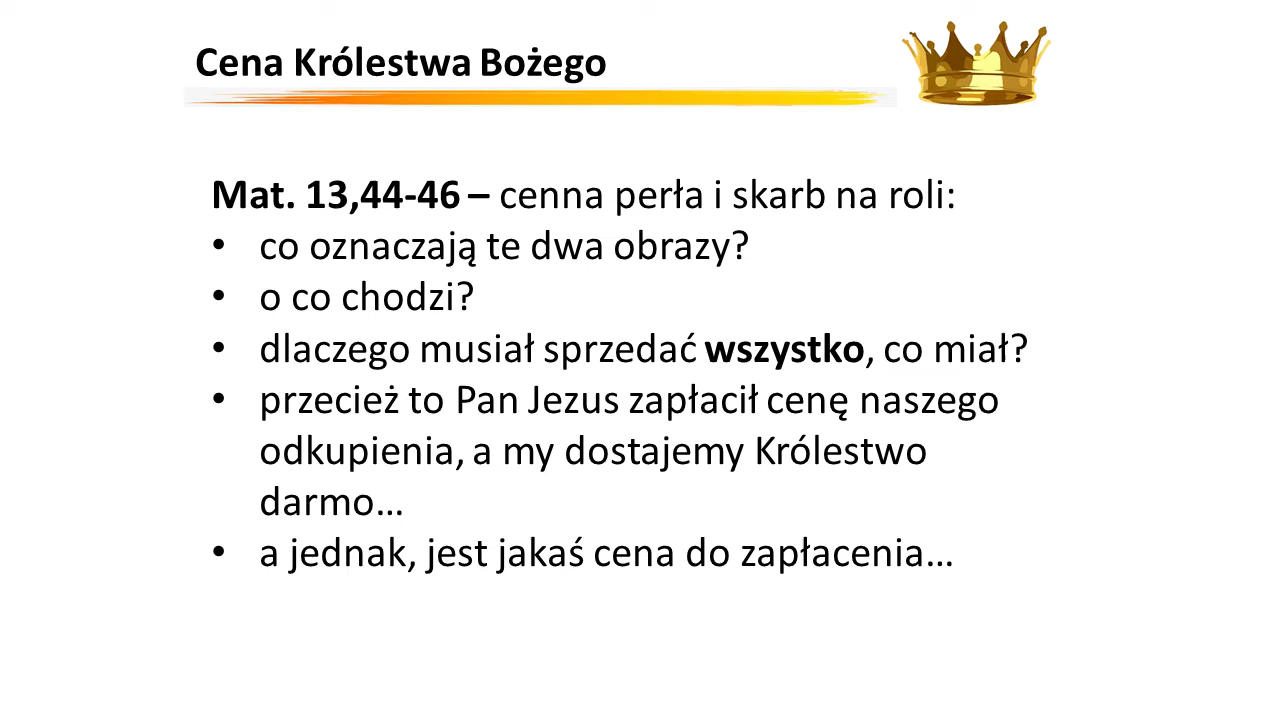 Cena Królestwa Bożego
Mat. 13,44-46 – cenna perła i skarb na roli:
• co oznaczają te dwa obrazy?
• o co chodzi?
• dlaczego musiał sprzedać wszystko, co miał?
• przecież to Pan Jezus zapłacił cenę naszego
odkupienia, a my dostajemy Królestwo
darmo…
• a jednak, jest jakaś cena do zapłacenia…